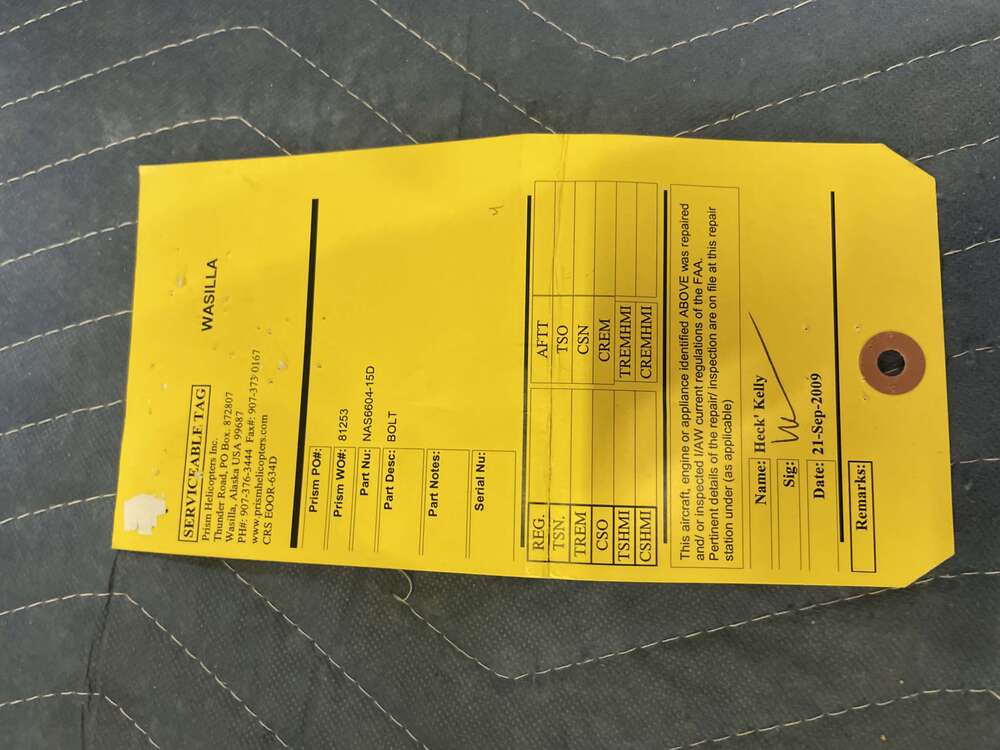 SERVICEABLE TAG
WASILLA
Prism Helicopters Inc.
Thunder Road, PO Box. 872807
Wasilla, Alaska USA 99687
PH#: 907-376-3444 Fax#: 907-373 0167
www.prismhelicopters.com
CRS EOOR-634D
Prism PO#:
Prism WO#: 81253
Part Nu: NAS6604-15D
Part Desc: BOLT
Part Notes:
Serial Nu:
REG. AFTT
TSN. TSO
TREM CSN
CSO CREM
TSHMI TREMHMI
CSHMI CREMHMI
This aircraft, engine or appliance identified ABOVE was repaired
and/ or inspected I/AW current regulations of the FAA.
Pertinent details of the repair/ inspection are on file at this repair
station under (as applicable)
Name: Heck' Kelly
Sig:
Date: 21-Sep-2009
Remarks: